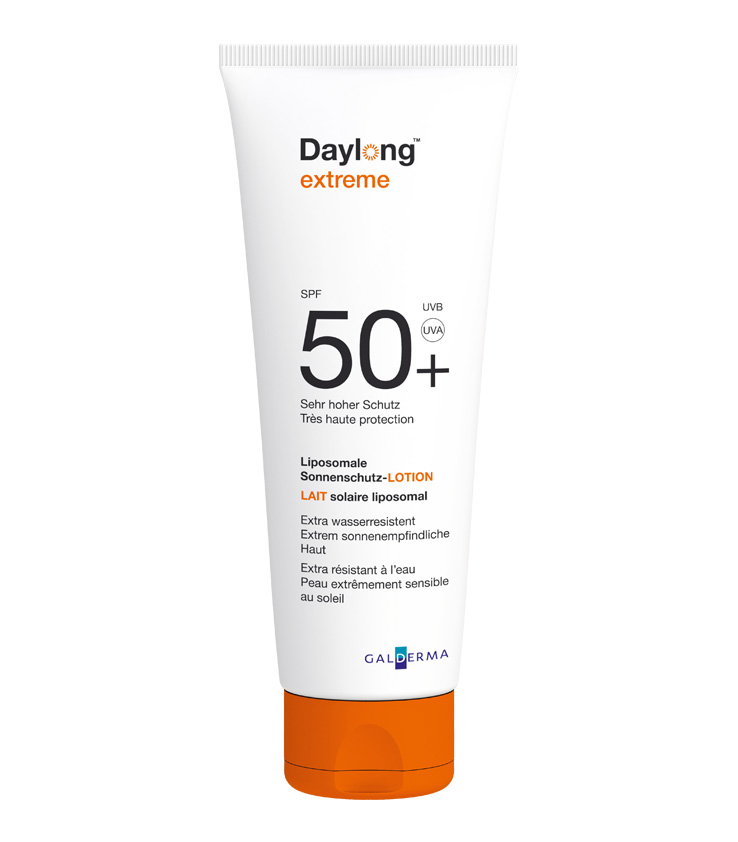 Daylong™
extreme
SPF
50+
UVB
UVA
Sehr hoher Schutz
Très haute protection
Liposomale
Sonnenschutz-LOTION
LAIT solaire liposomal
Extra wasserresistent
Extrem sonnenempfindliche
Haut
Extra résistant à l'eau
Peau extrêmement sensible
au soleil
GALDERMA